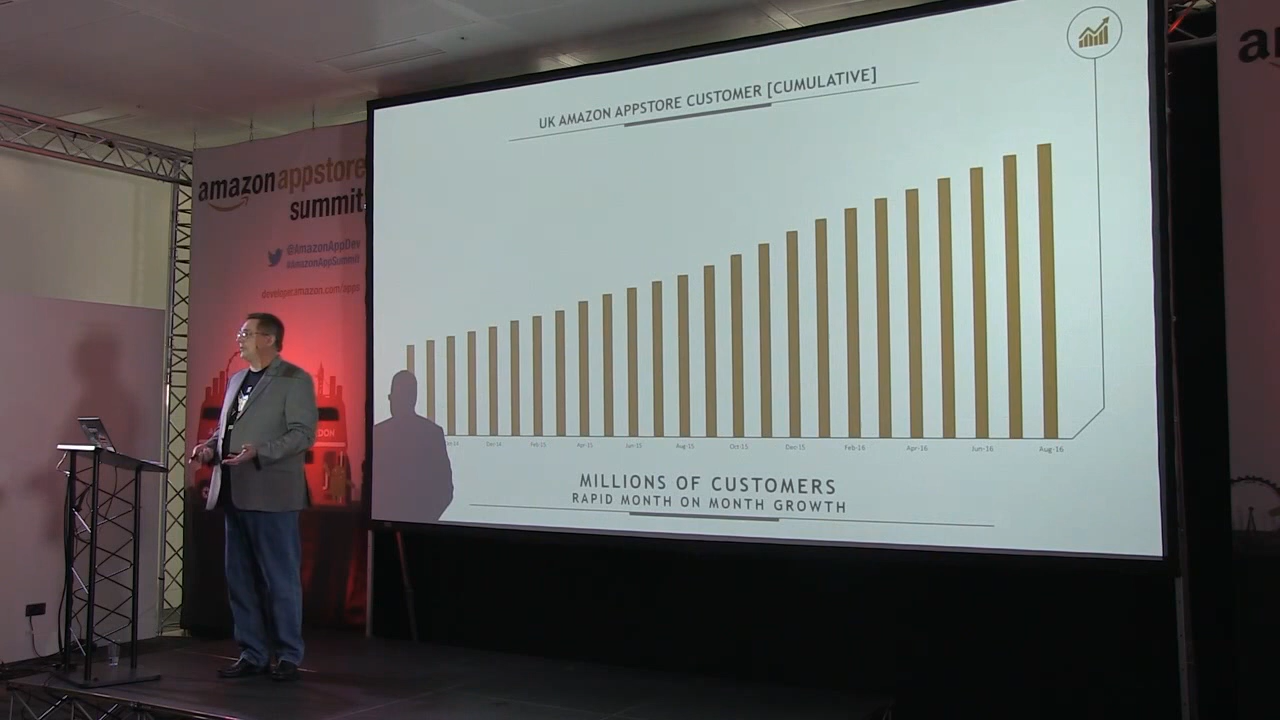 UK AMAZON APPSTORE CUSTOMER [CUMULATIVE]
amazon appstore
summit
@AmazonAppDev
#AmazonAppSummit
developer.amazon.com/apps
Dec-14
Feb-15
Apr-15
Jun-15
Aug-15
Oct-15
Dec-15
Feb-16
Apr-16
Jun-16
Aug-16
MILLIONS OF CUSTOMERS
RAPID MONTH ON MONTH GROWTH